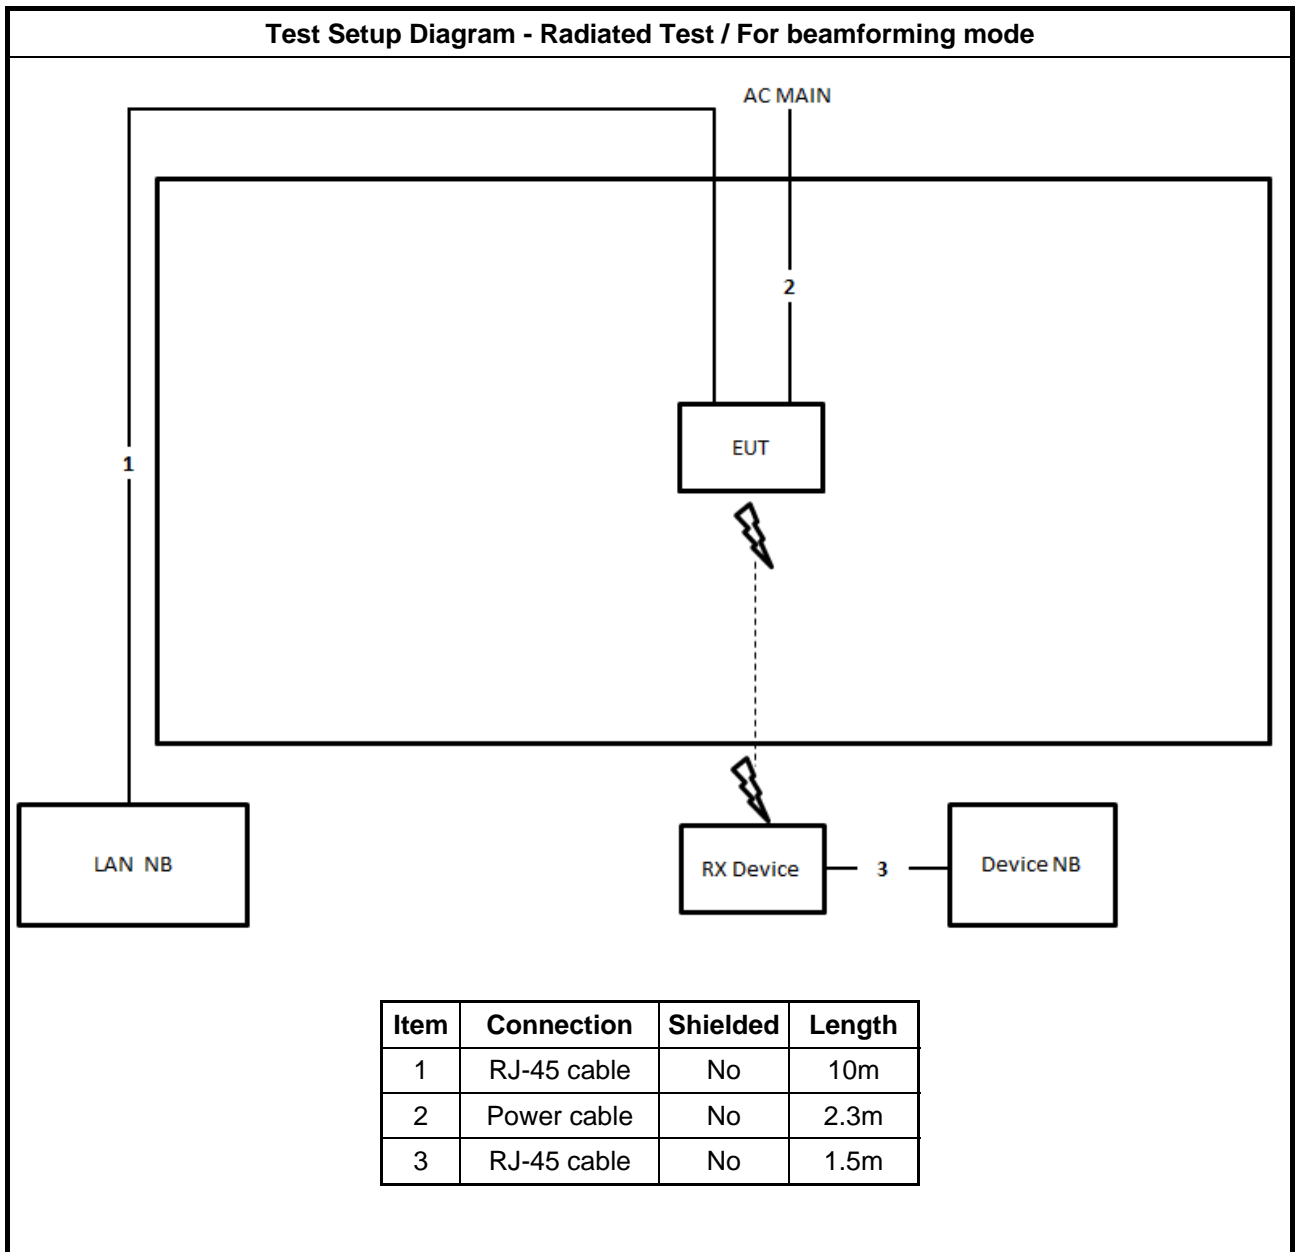 Test Setup Diagram - Radiated Test / For beamforming mode
AC MAIN
2
EUT
1
LAN NB
RX Device
3
Device NB
Item Connection Shielded Length
1 RJ-45 cable No 10m
2 Power cable No 2.3m
3 RJ-45 cable No 1.5m